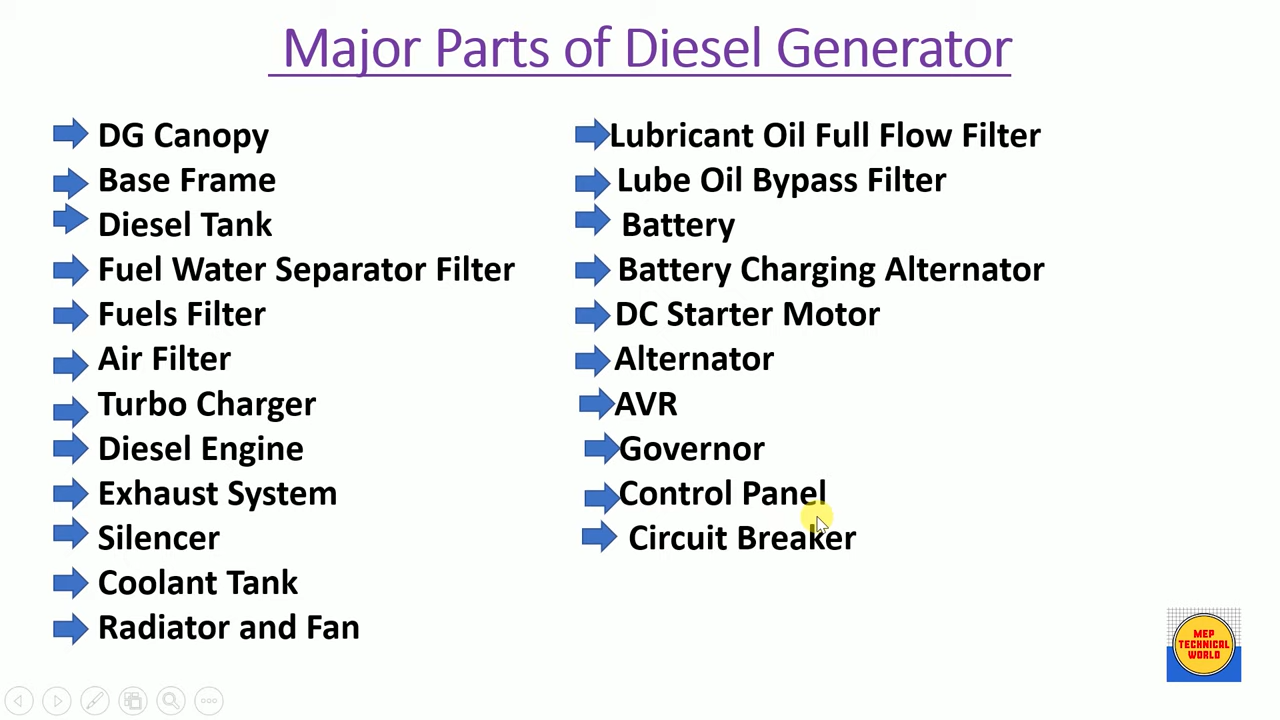 Major Parts of Diesel Generator
DG Canopy
Base Frame
Diesel Tank
Fuel Water Separator Filter
Fuels Filter
Air Filter
Turbo Charger
Diesel Engine
Exhaust System
Silencer
Coolant Tank
Radiator and Fan
Lubricant Oil Full Flow Filter
Lube Oil Bypass Filter
Battery
Battery Charging Alternator
DC Starter Motor
Alternator
AVR
Governor
Control Panel
Circuit Breaker
MEP
TECHNICAL
WORLD